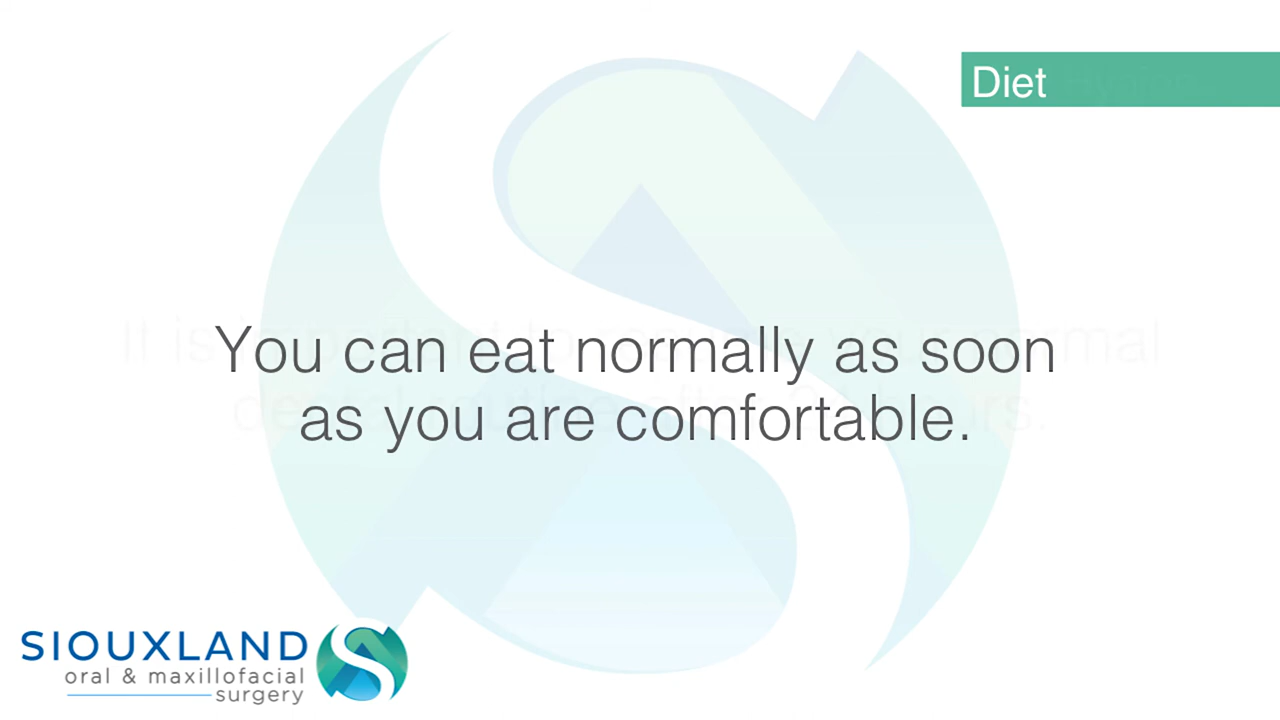 Diet
You can eat normally as soon
as you are comfortable.
SIOUXLAND
oral & maxillofacial
surgery